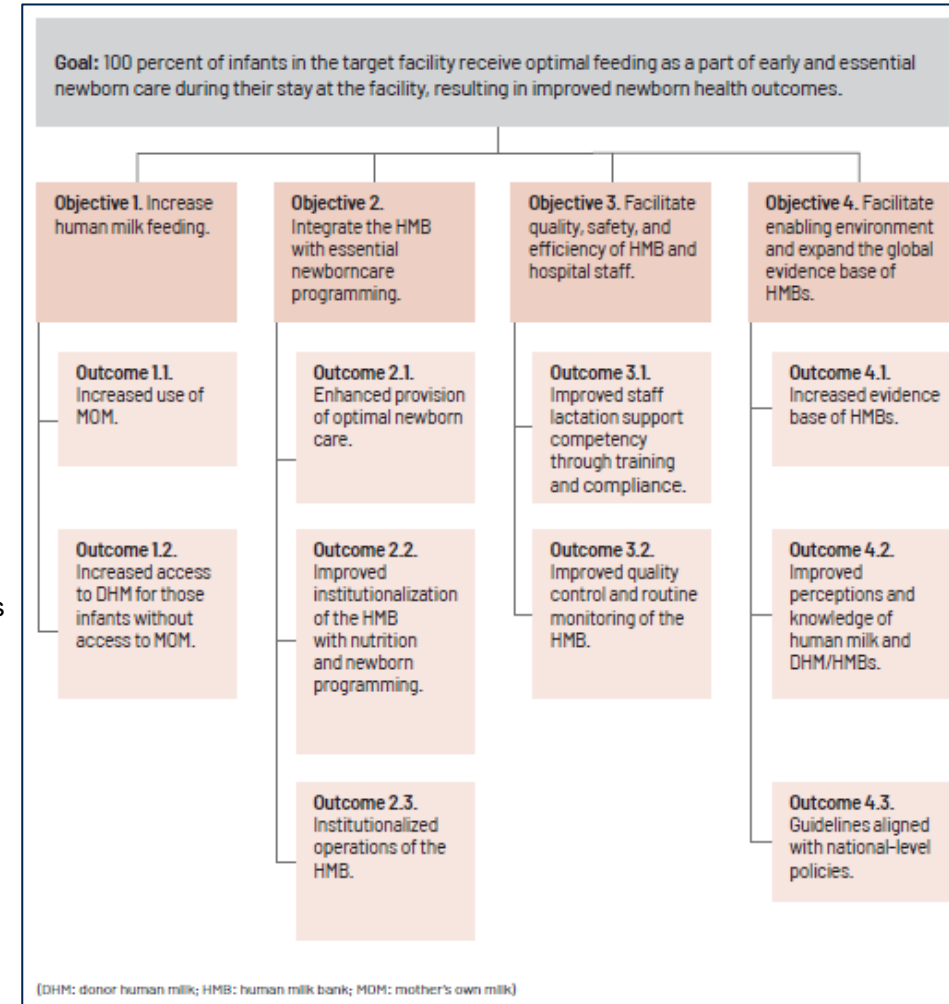 Goal: 100 percent of infants in the target facility receive optimal feeding as a part of early and essential
newborn care during their stay at the facility, resulting in improved newborn health outcomes.
Objective 1. Increase
human milk feeding.
Outcome 1.1.
Increased use of
MOM.
Outcome 1.2.
Increased access
to DHM for those
infants without
access to MOM.
Objective 2.
Integrate the HMB
with essential
newborncare
programming.
Outcome 2.1.
Enhanced provision
of optimal newborn
care.
Outcome 2.2.
Improved
institutionalization
of the HMB
with nutrition
and newborn
programming.
Outcome 2.3.
Institutionalized
operations of the
HMB.
Objective 3. Facilitate
quality, safety, and
efficiency of HMB and
hospital staff.
Outcome 3.1.
Improved staff
lactation support
competency
through training
and compliance.
Outcome 3.2.
Improved quality
control and routine
monitoring of the
HMB.
Objective 4. Facilitate
enabling environment
and expand the global
evidence base of
HMBs.
Outcome 4.1.
Increased evidence
base of HMBs.
Outcome 4.2.
Improved
perceptions and
knowledge of
human milk and
DHM/HMBs.
Outcome 4.3.
Guidelines aligned
with national-level
policies.
(DHM: donor human milk; HMB: human milk bank; MOM: mother's own milk)